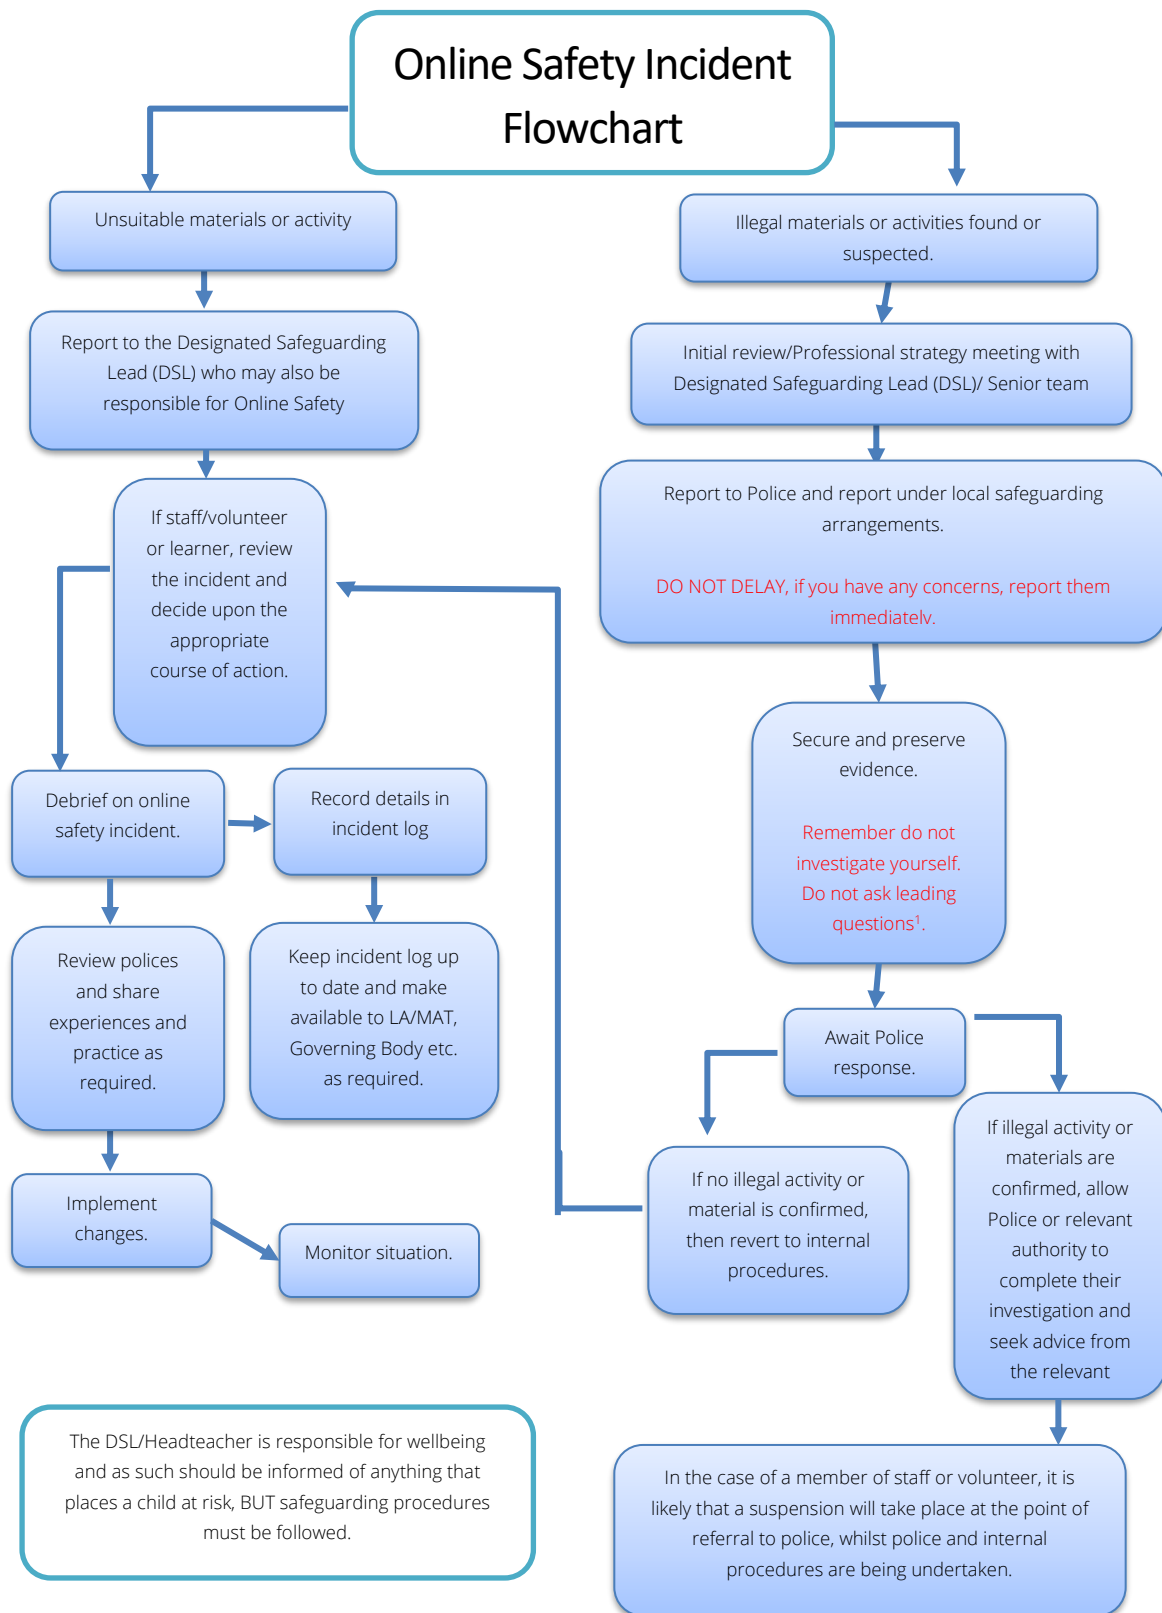 Online Safety Incident
Flowchart
Unsuitable materials or activity
Report to the Designated Safeguarding
Lead (DSL) who may also be
responsible for Online Safety
If staff/volunteer
or learner, review
the incident and
decide upon the
appropriate
course of action.
Debrief on online
safety incident.
Record details in
incident log
Review polices
and share
experiences and
practice as
required.
Keep incident log up
to date and make
available to LA/MAT,
Governing Body etc.
as required.
Implement
changes.
Monitor situation.
Illegal materials or activities found or
suspected.
Initial review/Professional strategy meeting with
Designated Safeguarding Lead (DSL)/ Senior team
Report to Police and report under local safeguarding
arrangements.
DO NOT DELAY, if you have any concerns, report them
immediately.
Secure and preserve
evidence.
Remember do not
investigate yourself.
Do not ask leading
questions¹.
Await Police
response.
If no illegal activity or
material is confirmed,
then revert to internal
procedures.
If illegal activity or
materials are
confirmed, allow
Police or relevant
authority to
complete their
investigation and
seek advice from
the relevant
In the case of a member of staff or volunteer, it is
likely that a suspension will take place at the point of
referral to police, whilst police and internal
procedures are being undertaken.
The DSL/Headteacher is responsible for wellbeing
and as such should be informed of anything that
places a child at risk, BUT safeguarding procedures
must be followed.